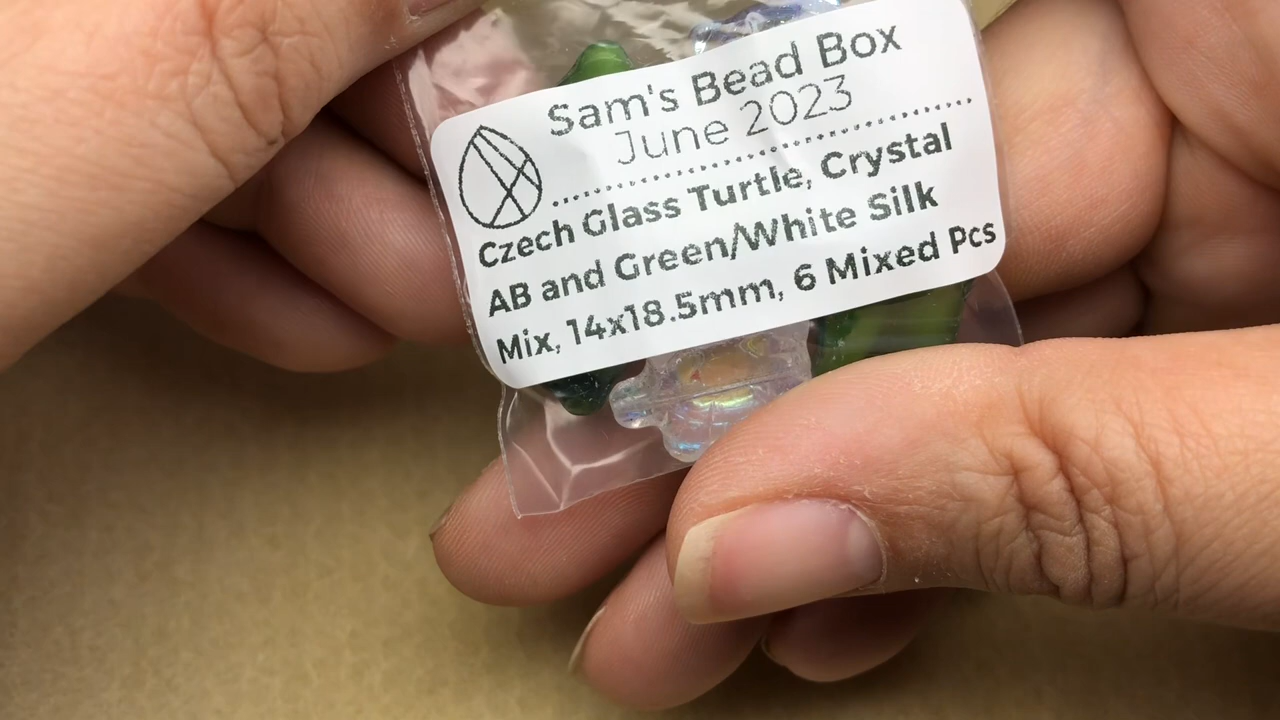 Sam's Bead Box
June 2023
Czech Glass Turtle, Crystal
AB and Green/White Silk
Mix, 14x18.5mm, 6 Mixed Pcs